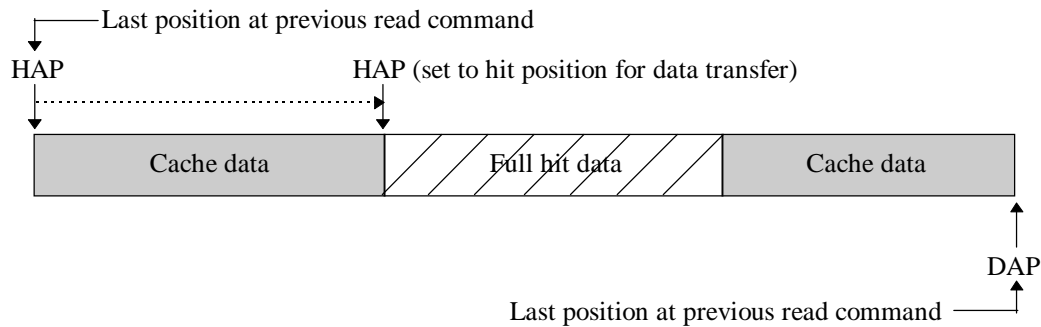 Last position at previous read command
HAP
HAP (set to hit position for data transfer)
Cache data
Full hit data
Cache data
DAP
Last position at previous read command